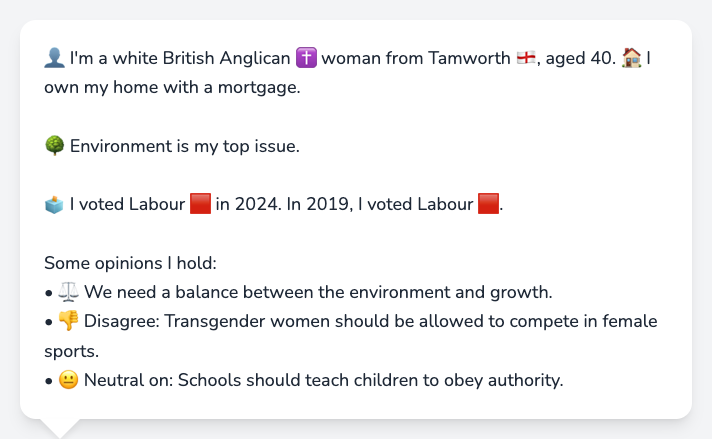 👤 I'm a white British Anglican ✝️ woman from Tamworth 🏴󠁧󠁢󠁥󠁮󠁧󠁿, aged 40. 🏠 I
own my home with a mortgage.
🌳 Environment is my top issue.
🗳️ I voted Labour 🟥 in 2024. In 2019, I voted Labour 🟥.
Some opinions I hold:
• ⚖️ We need a balance between the environment and growth.
• 👎 Disagree: Transgender women should be allowed to compete in female
sports.
• 😐 Neutral on: Schools should teach children to obey authority.